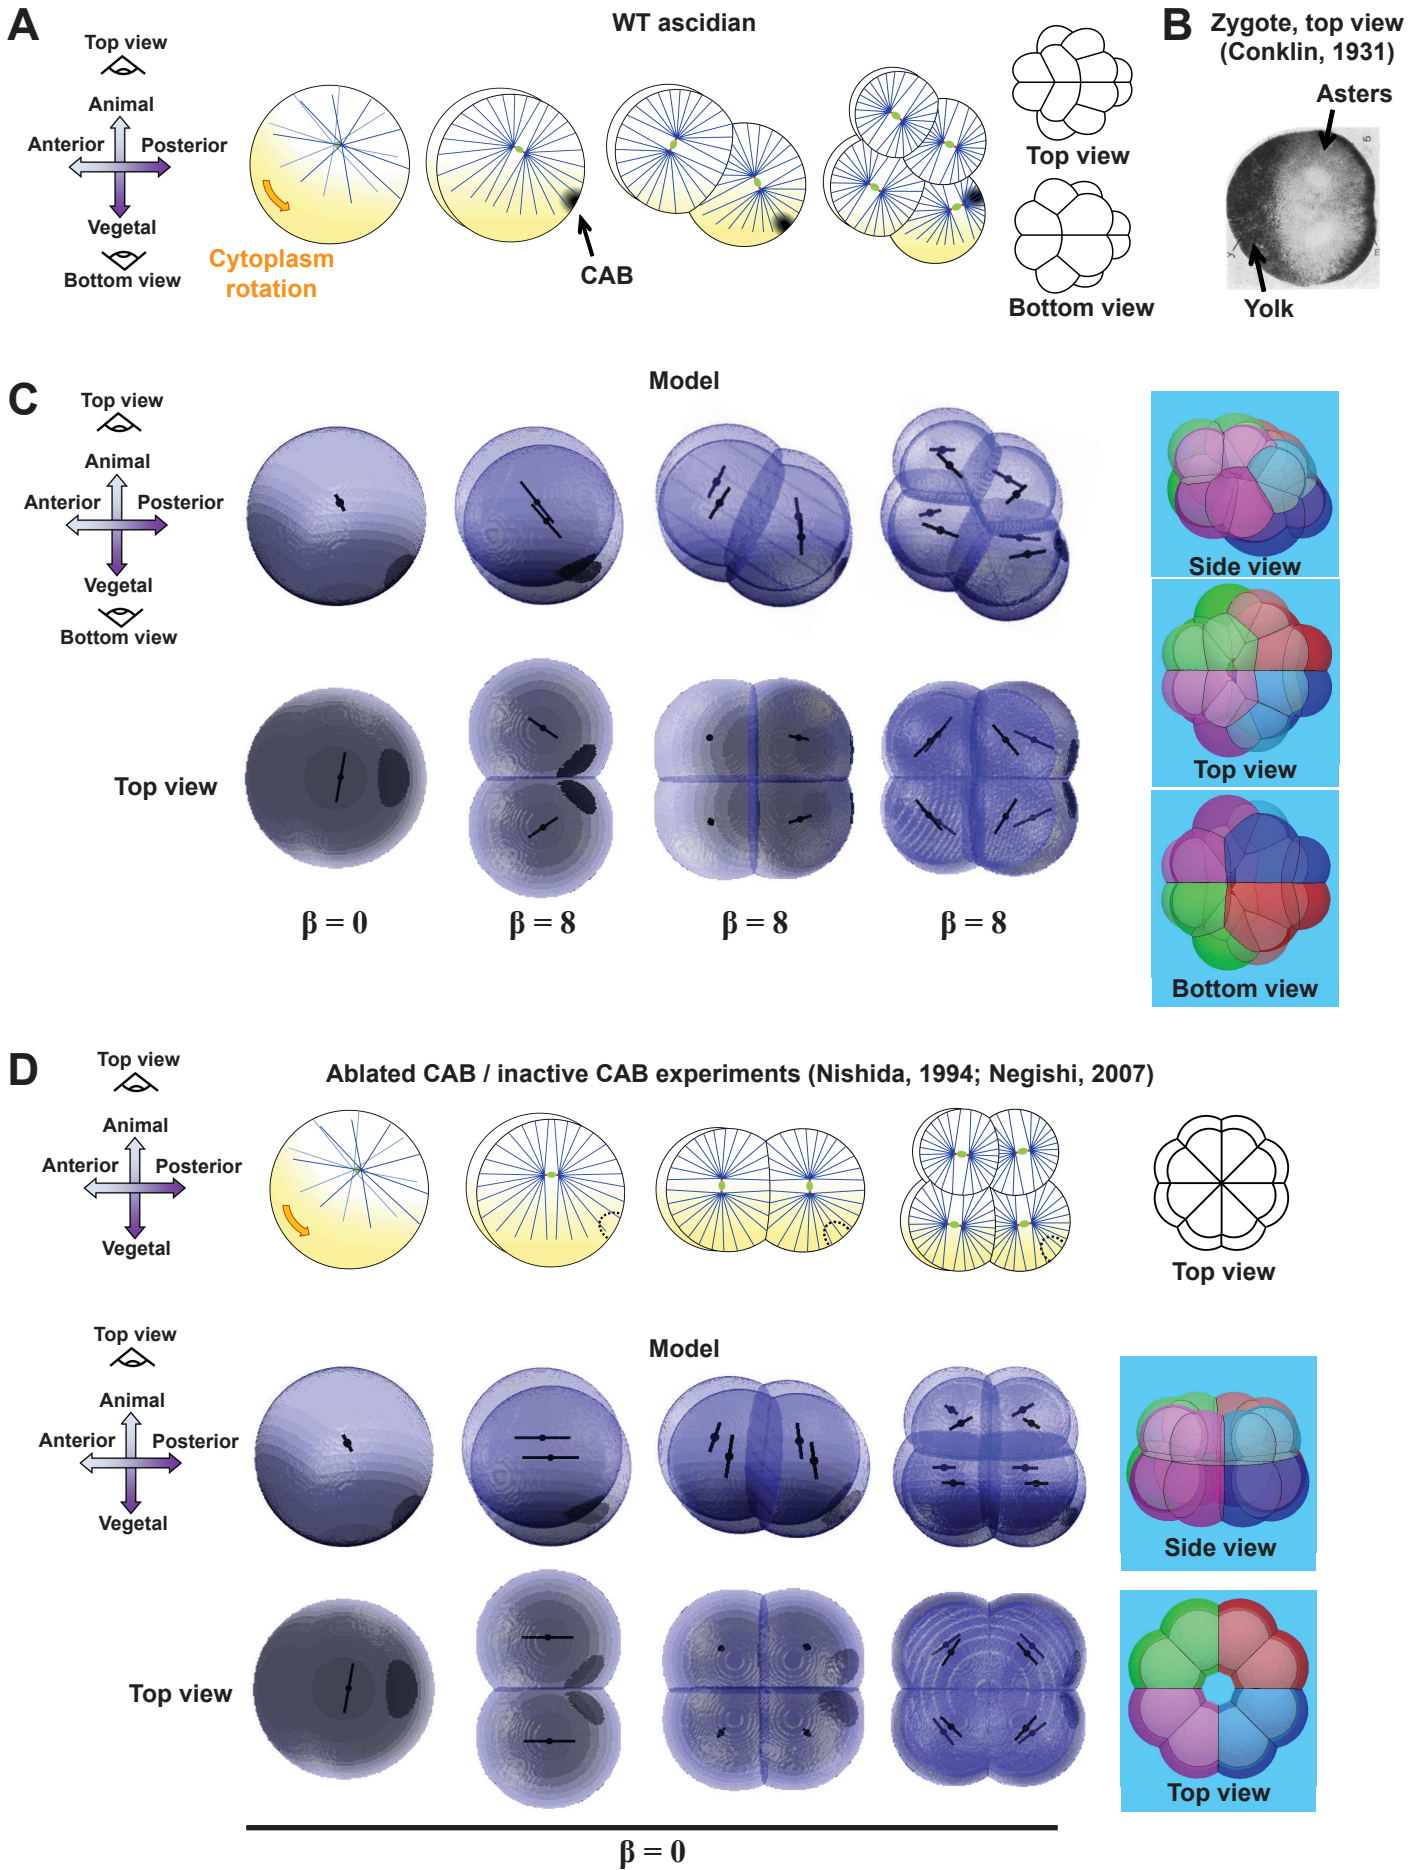 A
WT ascidian
Top view
Animal
Anterior
Posterior
Vegetal
Bottom view
Cytoplasm
rotation
CAB
Top view
Bottom view
B
Zygote, top view
(Conklin, 1931)
Asters
Yolk
C
Model
Top view
Animal
Anterior
Posterior
Vegetal
Bottom view
Top view
β = 0
β = 8
β = 8
β = 8
Side view
Top view
Bottom view
D
Ablated CAB / inactive CAB experiments (Nishida, 1994; Negishi, 2007)
Top view
Animal
Anterior
Posterior
Vegetal
Top view
Model
Top view
Animal
Anterior
Posterior
Vegetal
Top view
Side view
Top view
β = 0